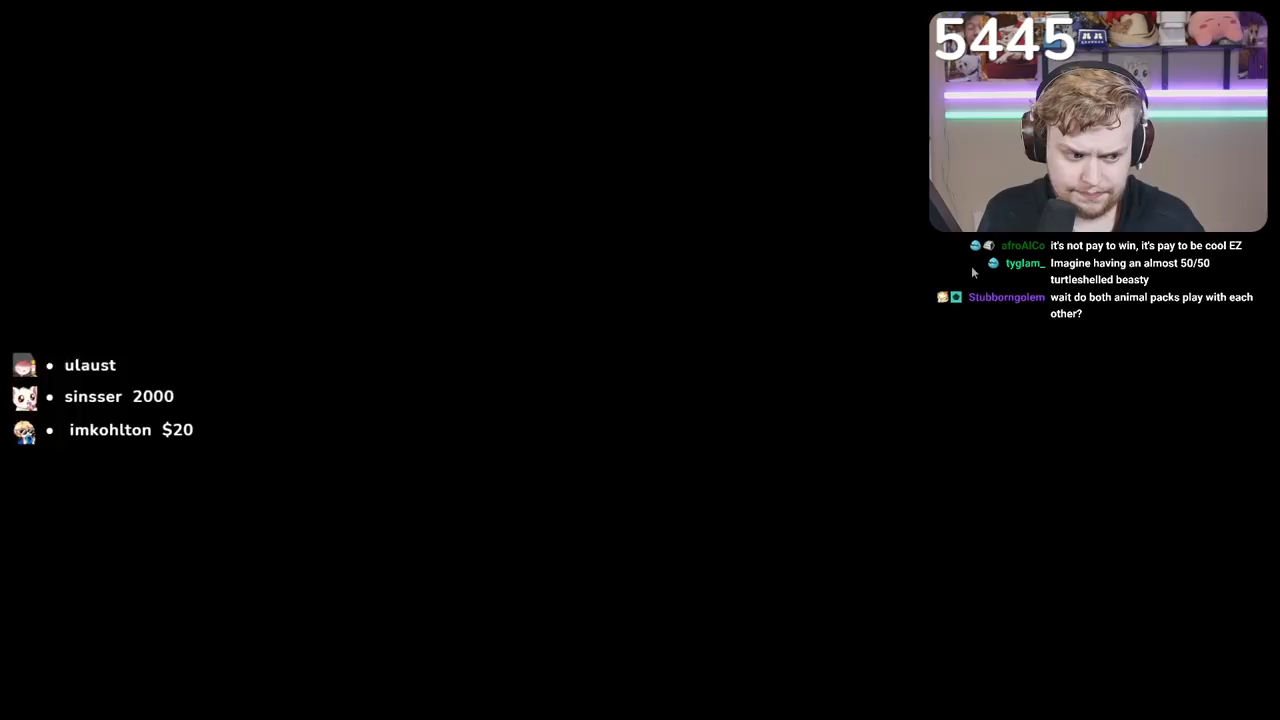 5445
afroAlCo it's not pay to win, it's pay to be cool EZ
tyglam_ Imagine having an almost 50/50
turtleshelled beasty
Stubborngolem wait do both animal packs play with each
other?
• ulaust
• sinsser 2000
• imkohlton $20